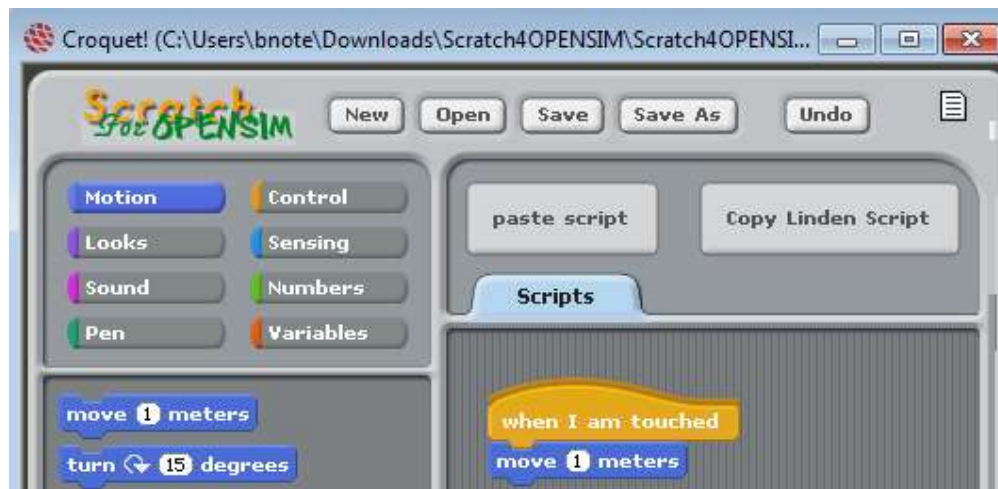 Croquet! (C:\Users\bnote\Downloads\Scratch4OPENSIM\Scratch4OPENSI...
Scratch
For OPENSIM
New Open Save Save As Undo
Motion Control
Looks Sensing
Sound Numbers
Pen Variables
paste script Copy Linden Script
Scripts
move 1 meters
turn 15 degrees
when I am touched
move 1 meters